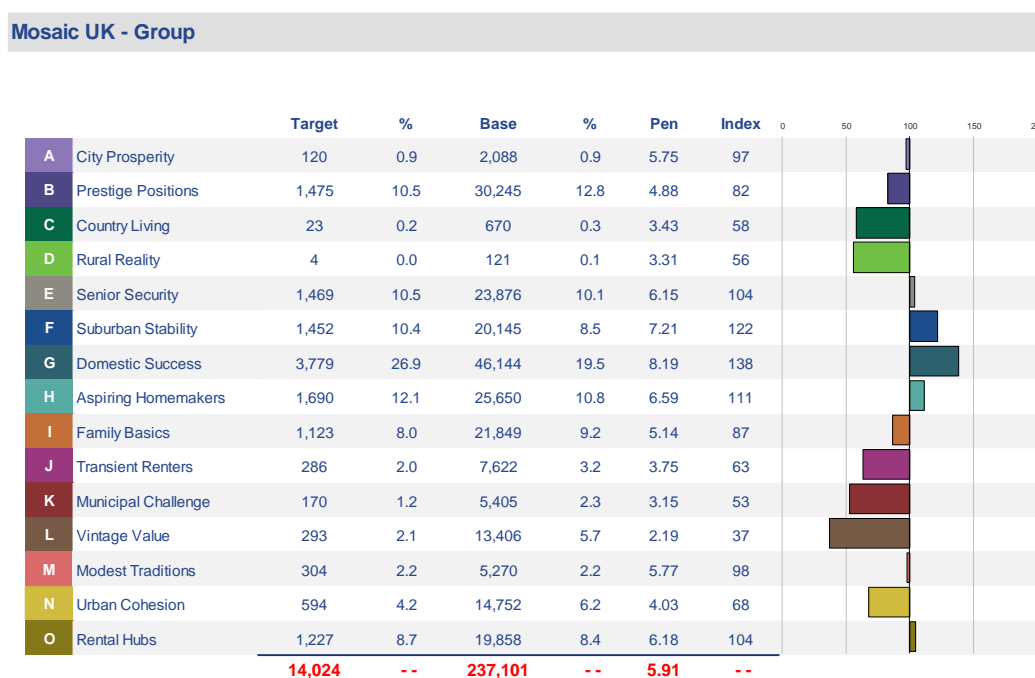 Mosaic UK - Group
Target % Base % Pen Index 0 50 100 150
A City Prosperity 120 0.9 2,088 0.9 5.75 97
B Prestige Positions 1,475 10.5 30,245 12.8 4.88 82
C Country Living 23 0.2 670 0.3 3.43 58
D Rural Reality 4 0.0 121 0.1 3.31 56
E Senior Security 1,469 10.5 23,876 10.1 6.15 104
F Suburban Stability 1,452 10.4 20,145 8.5 7.21 122
G Domestic Success 3,779 26.9 46,144 19.5 8.19 138
H Aspiring Homemakers 1,690 12.1 25,650 10.8 6.59 111
I Family Basics 1,123 8.0 21,849 9.2 5.14 87
J Transient Renters 286 2.0 7,622 3.2 3.75 63
K Municipal Challenge 170 1.2 5,405 2.3 3.15 53
L Vintage Value 293 2.1 13,406 5.7 2.19 37
M Modest Traditions 304 2.2 5,270 2.2 5.77 98
N Urban Cohesion 594 4.2 14,752 6.2 4.03 68
O Rental Hubs 1,227 8.7 19,858 8.4 6.18 104
14,024 - - 237,101 - - 5.91 - -